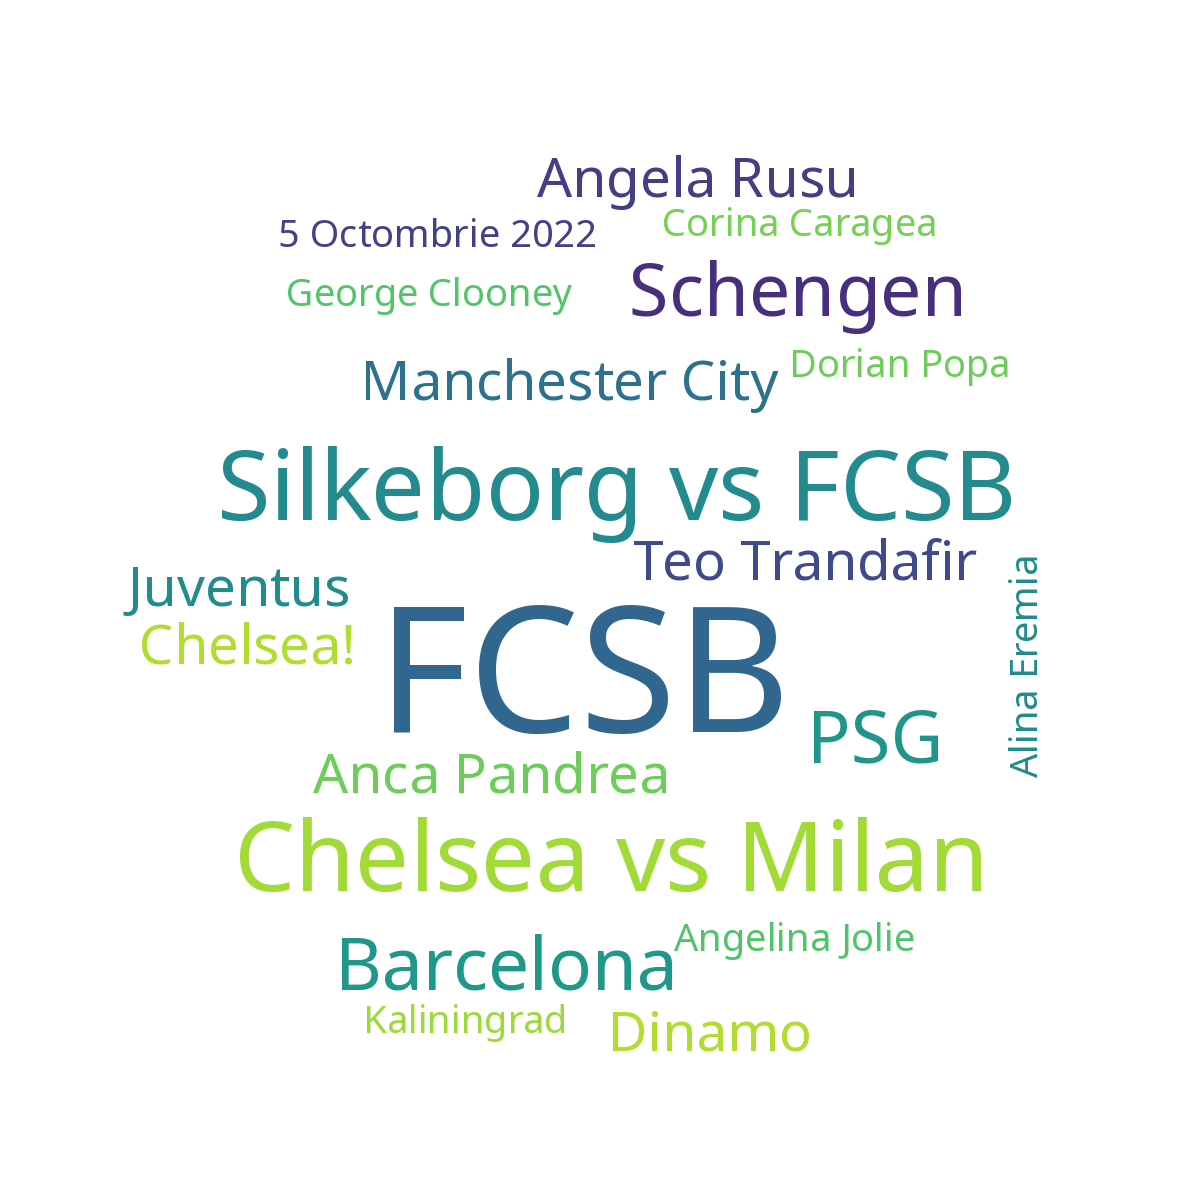 Angela Rusu
5 Octombrie 2022
Corina Caragea
George Clooney
Schengen
Manchester City
Dorian Popa
Silkeborg vs FCSB
Teo Trandafir
Juventus
Chelsea!
FCSB
Alina Eremia
PSG
Anca Pandrea
Chelsea vs Milan
Barcelona
Angelina Jolie
Kaliningrad
Dinamo